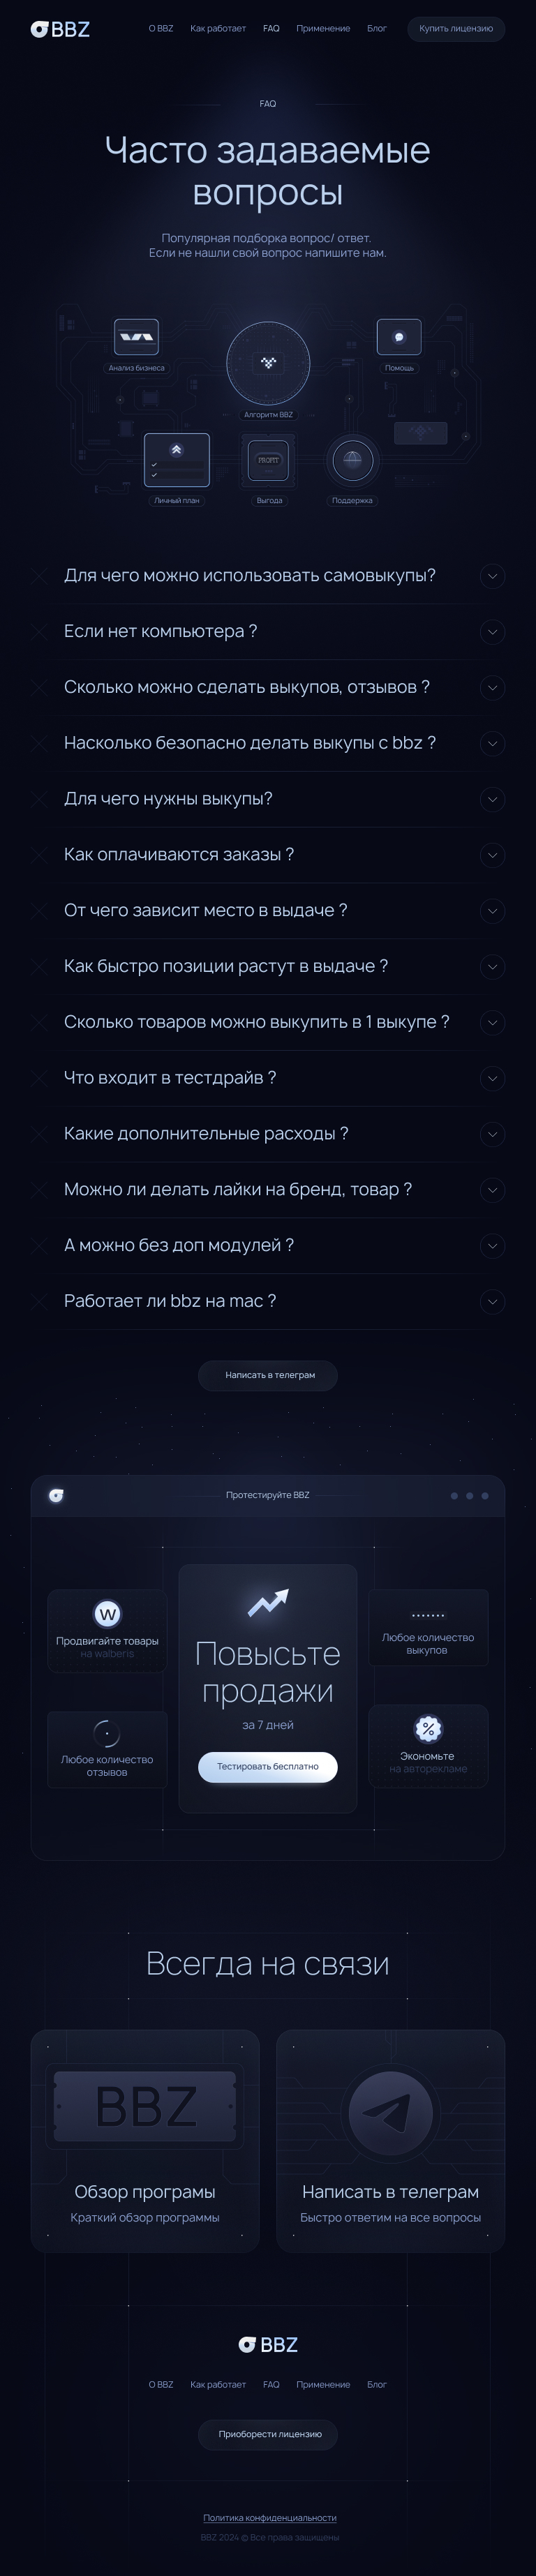 BBZ
О BBZ Как работает FAQ Применение Блог Купить лицензию
FAQ
Часто задаваемые
вопросы
Популярная подборка вопрос/ ответ.
Если не нашли свой вопрос напишите нам.
Анализ бизнеса
Помощь
Алгоритм BBZ
PROFIT
Личный план
Выгода
Поддержка
Для чего можно использовать самовыкупы?
Если нет компьютера ?
Сколько можно сделать выкупов, отзывов ?
Насколько безопасно делать выкупы с bbz ?
Для чего нужны выкупы?
Как оплачиваются заказы ?
От чего зависит место в выдаче ?
Как быстро позиции растут в выдаче ?
Сколько товаров можно выкупить в 1 выкупе ?
Что входит в тестдрайв ?
Какие дополнительные расходы ?
Можно ли делать лайки на бренд, товар ?
А можно без доп модулей ?
Работает ли bbz на mac ?
Написать в телеграм
Протестируйте BBZ
W
Продвигайте товары
на walberis
Любое количество
отзывов
Повысьте
продажи
за 7 дней
Тестировать бесплатно
Любое количество
выкупов
Экономьте
на авторекламе
Всегда на связи
BBZ
Обзор програмы
Краткий обзор программы
Написать в телеграм
Быстро ответим на все вопросы
BBZ
О BBZ Как работает FAQ Применение Блог
Приоборести лицензию
Политика конфиденциальности
BBZ 2024 © Все права защищены